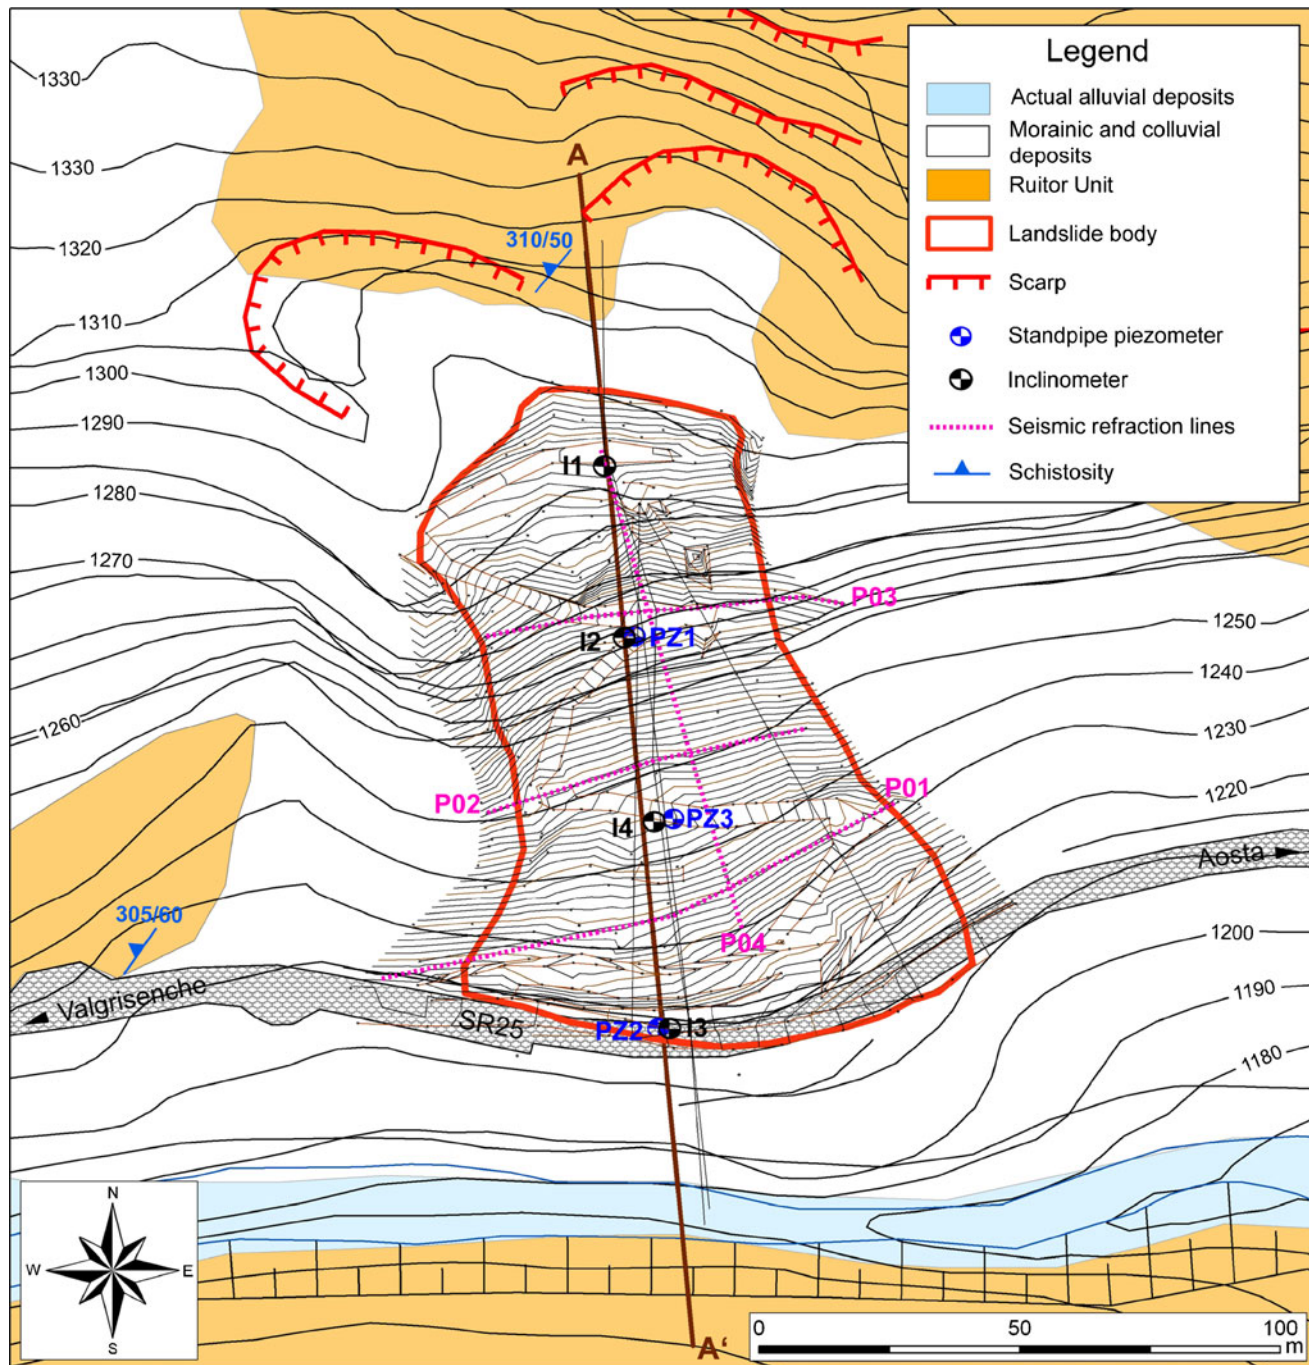 Legend
Actual alluvial deposits
Morainic and colluvial
deposits
Ruitor Unit
Landslide body
Scarp
Standpipe piezometer
Inclinometer
Seismic refraction lines
Schistosity
1330
1330
1320
1310
1300
1290
1280
1270
1260
A
310/50
I1
P03
I2
PZ1
1250
1240
1230
1220
P02
P01
I4
PZ3
Aosta
305/60
P04
1200
1190
1180
Valgrisenche
SR25
PZ2
I3
N
W
E
S
A'
0
50
100
m